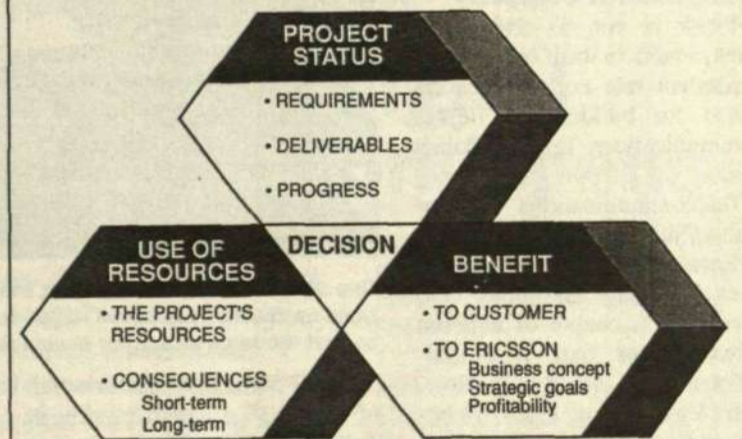 PROJECT
STATUS
• REQUIREMENTS
• DELIVERABLES
• PROGRESS
DECISION
USE OF
RESOURCES
• THE PROJECT'S
RESOURCES
• CONSEQUENCES
Short-term
Long-term
BENEFIT
• TO CUSTOMER
• TO ERICSSON
Business concept
Strategic goals
Profitability